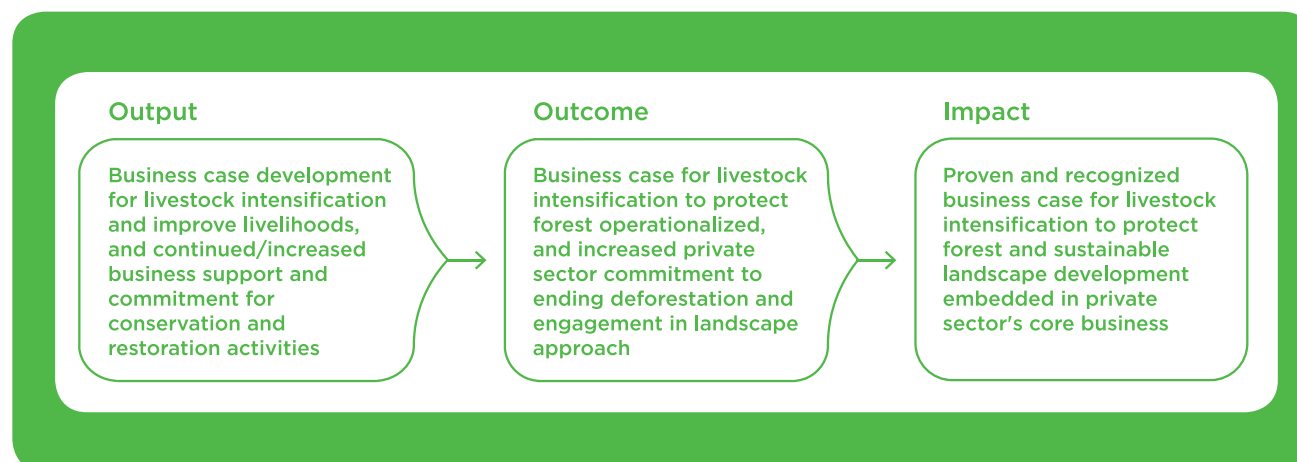 Output
Business case development
for livestock intensification
and improve livelihoods,
and continued/increased
business support and
commitment for
conservation and
restoration activities
Outcome
Business case for livestock
intensification to protect
forest operationalized,
and increased private
sector commitment to
ending deforestation and
engagement in landscape
approach
Impact
Proven and recognized
business case for livestock
intensification to protect
forest and sustainable
landscape development
embedded in private
sector's core business